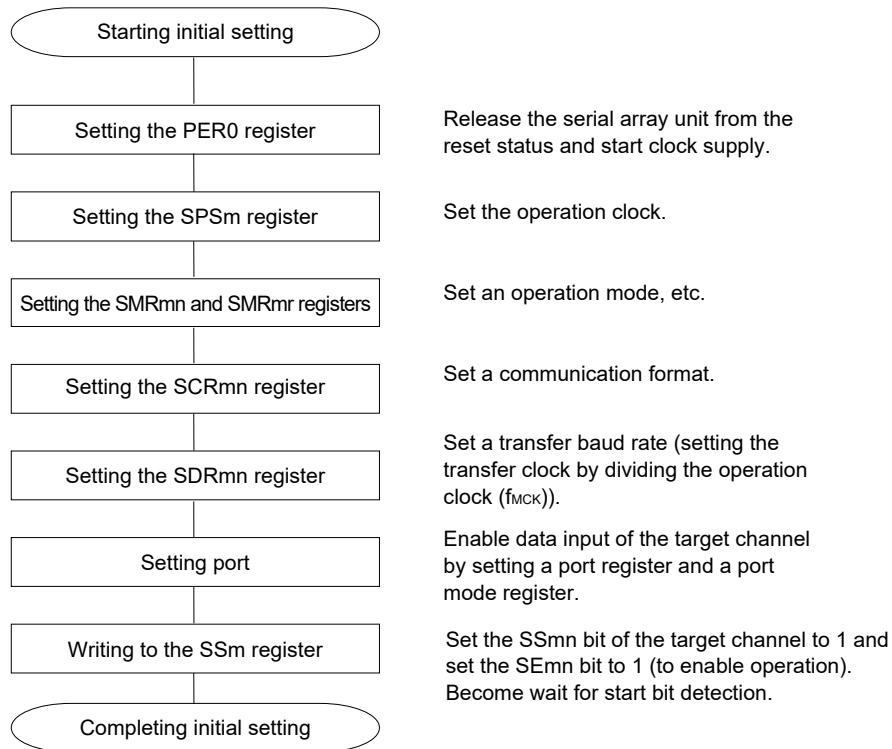 Starting initial setting
Setting the PER0 register
Release the serial array unit from the
reset status and start clock supply.
Setting the SPSm register
Set the operation clock.
Setting the SMRmn and SMRmr registers
Set an operation mode, etc.
Setting the SCRmn register
Set a communication format.
Setting the SDRmn register
Set a transfer baud rate (setting the
transfer clock by dividing the operation
clock (fMCK)).
Setting port
Enable data input of the target channel
by setting a port register and a port
mode register.
Writing to the SSm register
Set the SSmn bit of the target channel to 1 and
set the SEmn bit to 1 (to enable operation).
Become wait for start bit detection.
Completing initial setting